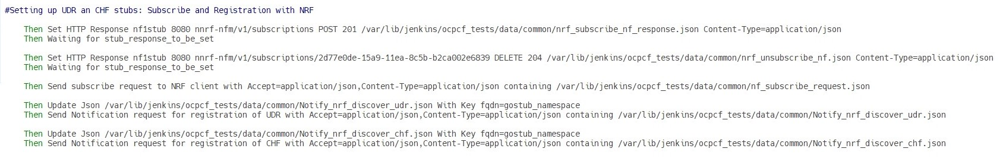 #Setting up UDR an CHF stubs: Subscribe and Registration with NRF
Then Set HTTP Response nf1stub 8080 nnrf-nfm/v1/subscriptions POST 201 /var/lib/jenkins/ocpcf_tests/data/common/nrf_subscribe_nf_response.json Content-Type=application/json
Then Waiting for stub_response_to_be_set
Then Set HTTP Response nf1stub 8080 nnrf-nfm/v1/subscriptions/2d77e0de-15a9-11ea-8c5b-b2ca002e6839 DELETE 204 /var/lib/jenkins/ocpcf_tests/data/common/nrf_unsubscribe_nf.json Content-Type=application/json
Then Waiting for stub_response_to_be_set
Then Send subscribe request to NRF client with Accept=application/json,Content-Type=application/json containing /var/lib/jenkins/ocpcf_tests/data/common/nf_subscribe_request.json
Then Update Json /var/lib/jenkins/ocpcf_tests/data/common/Notify_nrf_discover_udr.json With Key fqdn=gostub_namespace
Then Send Notification request for registration of UDR with Accept=application/json,Content-Type=application/json containing /var/lib/jenkins/ocpcf_tests/data/common/Notify_nrf_discover_udr.json
Then Update Json /var/lib/jenkins/ocpcf_tests/data/common/Notify_nrf_discover_chf.json With Key fqdn=gostub_namespace
Then Send Notification request for registration of CHF with Accept=application/json,Content-Type=application/json containing /var/lib/jenkins/ocpcf_tests/data/common/Notify_nrf_discover_chf.json